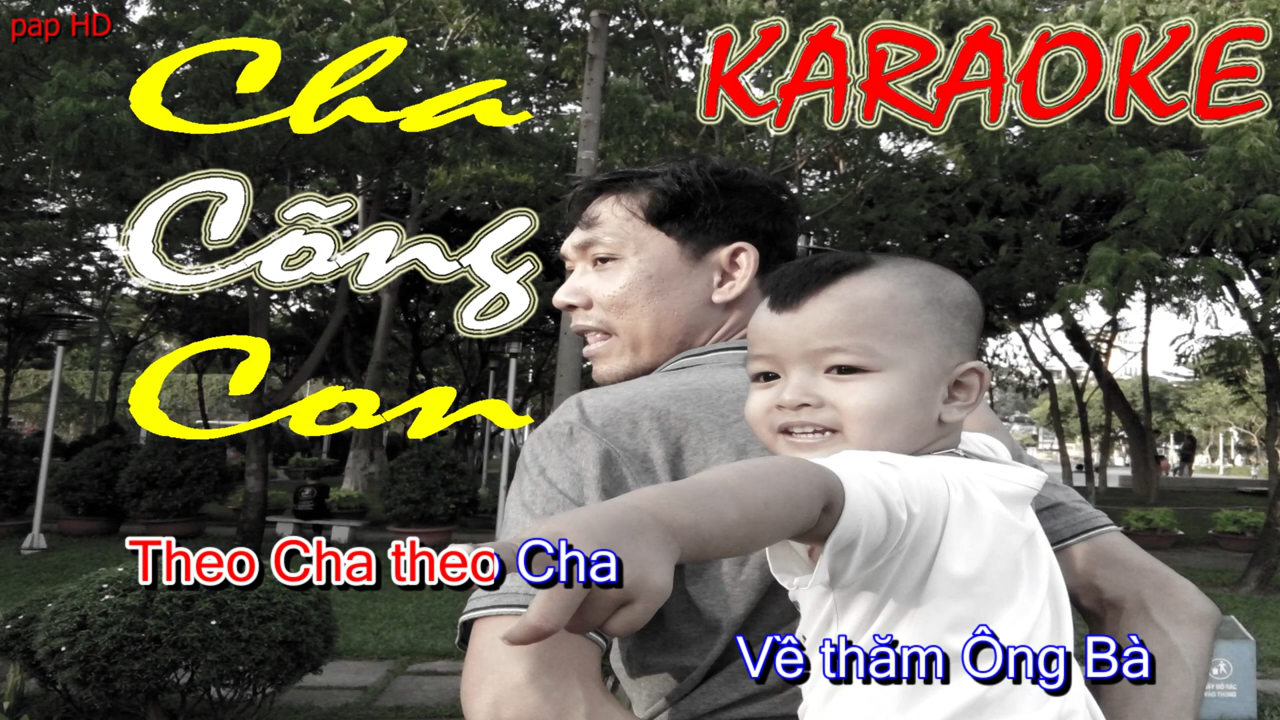 pap HD
KARAOKE
Cha
Cõng
Con
Theo Cha theo Cha
Về thăm Ông Bà